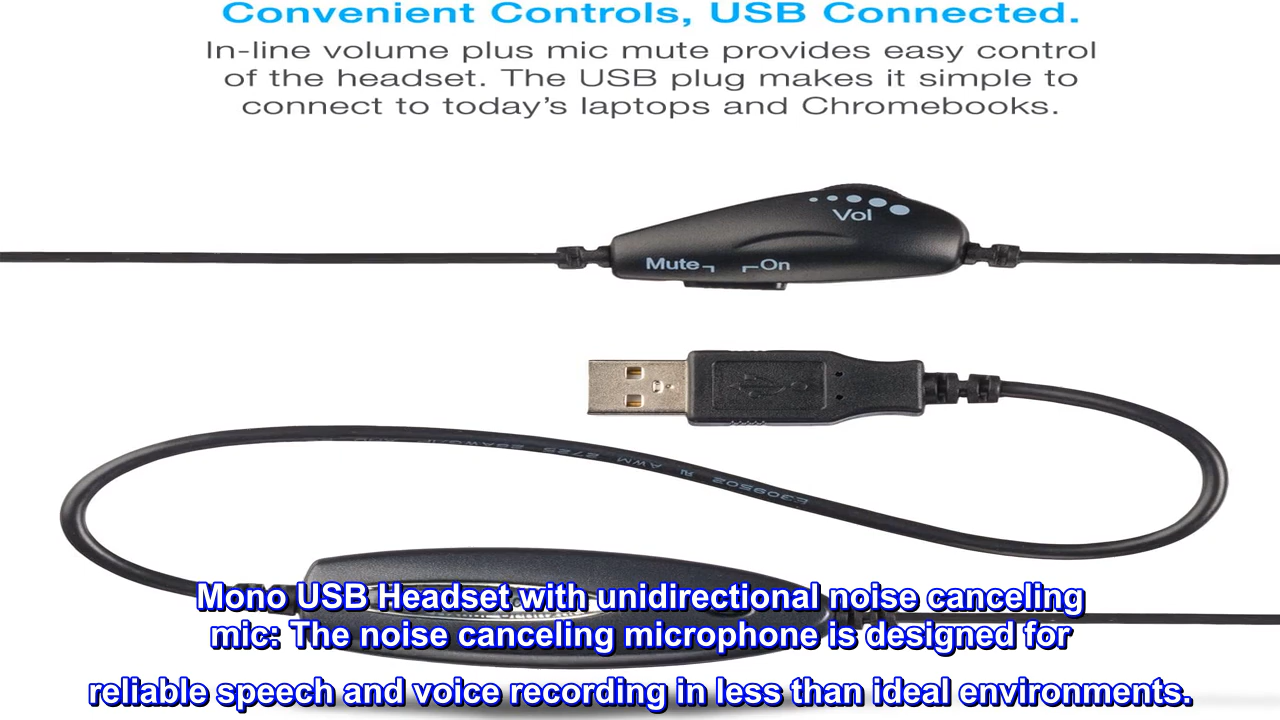 Convenient Controls, USB Connected.
In-line volume plus mic mute provides easy control
of the headset. The USB plug makes it simple to
connect to today's laptops and Chromebooks.
Vol
Mute On
E309502 AWM 2725
Mono USB Headset with unidirectional noise canceling
mic: The noise canceling microphone is designed for
reliable speech and voice recording in less than ideal environments.